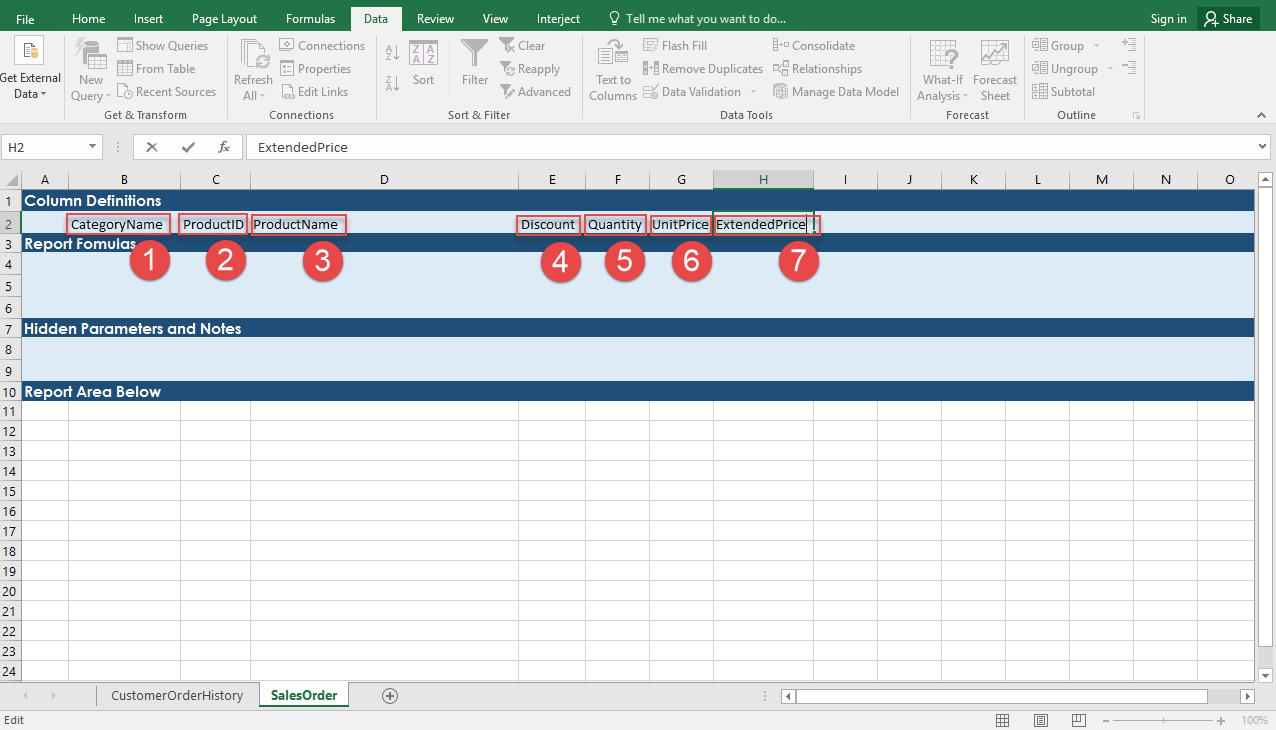 File Home Insert Page Layout Formulas Data Review View Interject Tell me what you want to do... Sign in Share
Get External Data
New Query
Show Queries
From Table
Recent Sources
Get & Transform
Refresh All
Connections
Properties
Edit Links
Connections
A Z
Z A
Z A A Z
Sort
Filter
Clear
Reapply
Advanced
Sort & Filter
Text to Columns
Flash Fill
Remove Duplicates
Data Validation
Consolidate
Relationships
Manage Data Model
Data Tools
What-If Analysis
Forecast Sheet
Forecast
Group
Ungroup
Subtotal
Outline
H2 fx ExtendedPrice
A B C D E F G H I J K L M N O
1 Column Definitions
2 CategoryName ProductID ProductName Discount Quantity UnitPrice ExtendedPrice
3 Report Fomulas
1 2 3 4 5 6 7
4
5
6
7 Hidden Parameters and Notes
8
9
10 Report Area Below
11
12
13
14
15
16
17
18
19
20
21
22
23
24
CustomerOrderHistory SalesOrder
Edit 100%